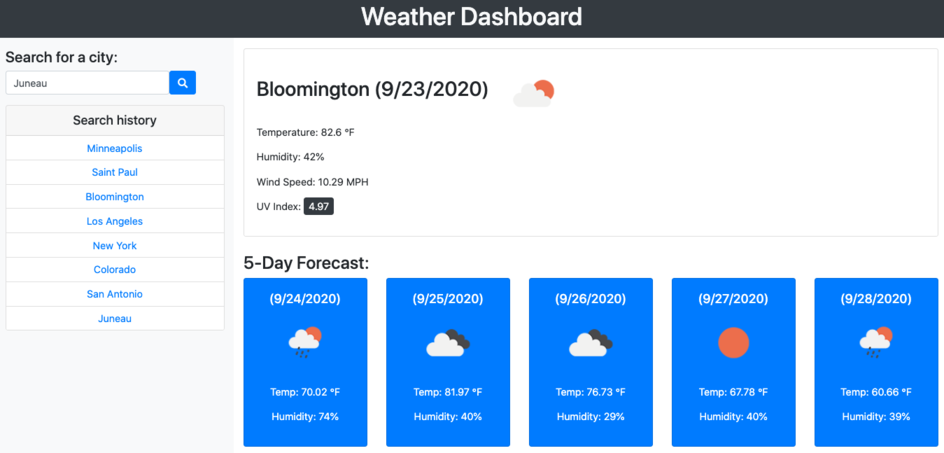 Weather Dashboard
Search for a city:
Juneau
Search history
Minneapolis
Saint Paul
Bloomington
Los Angeles
New York
Colorado
San Antonio
Juneau
Bloomington (9/23/2020)
Temperature: 82.6 °F
Humidity: 42%
Wind Speed: 10.29 MPH
UV Index: 4.97
5-Day Forecast:
(9/24/2020)
Temp: 70.02 °F
Humidity: 74%
(9/25/2020)
Temp: 81.97 °F
Humidity: 40%
(9/26/2020)
Temp: 76.73 °F
Humidity: 29%
(9/27/2020)
Temp: 67.78 °F
Humidity: 40%
(9/28/2020)
Temp: 60.66 °F
Humidity: 39%